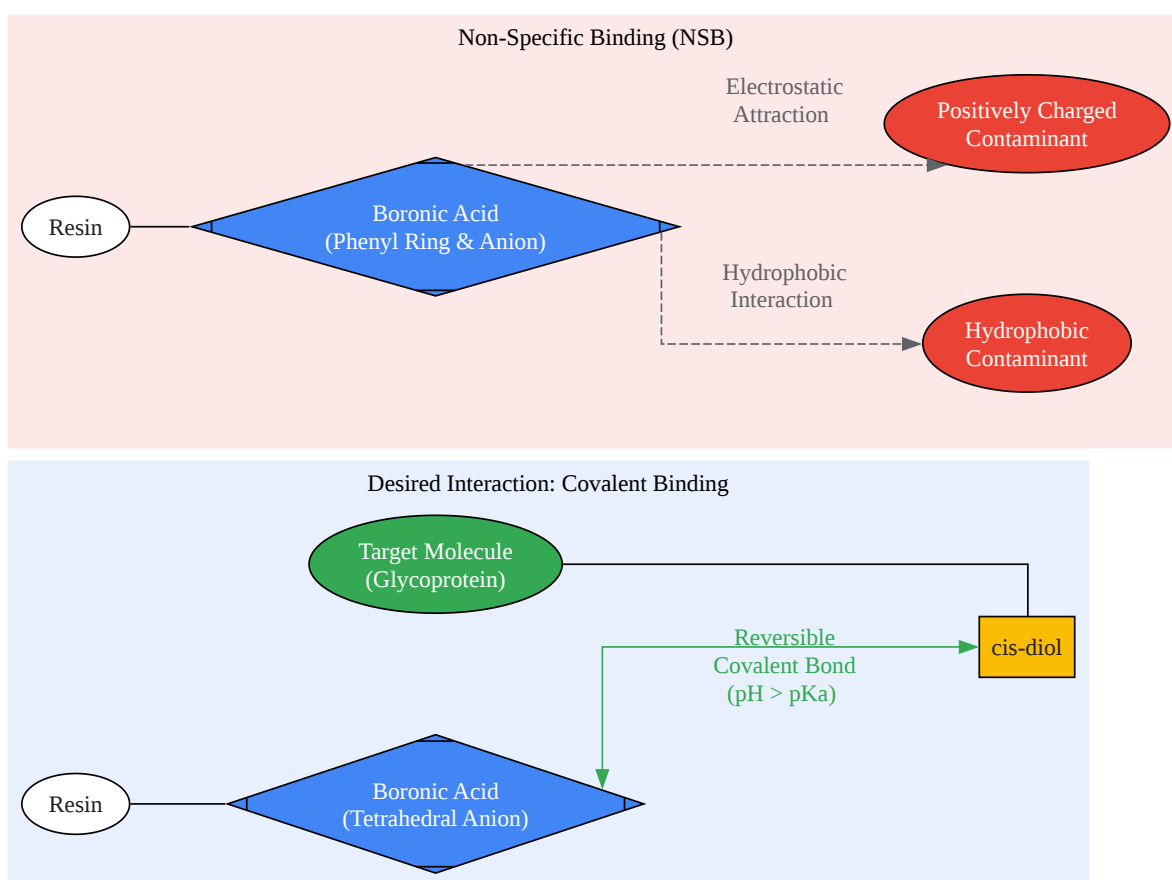 Non-Specific Binding (NSB)
Electrostatic
Attraction
Positively Charged
Contaminant
Resin
Boronic Acid
(Phenyl Ring & Anion)
Hydrophobic
Interaction
Hydrophobic
Contaminant
Desired Interaction: Covalent Binding
Target Molecule
(Glycoprotein)
cis-diol
Reversible
Covalent Bond
(pH > pKa)
Resin
Boronic Acid
(Tetrahedral Anion)